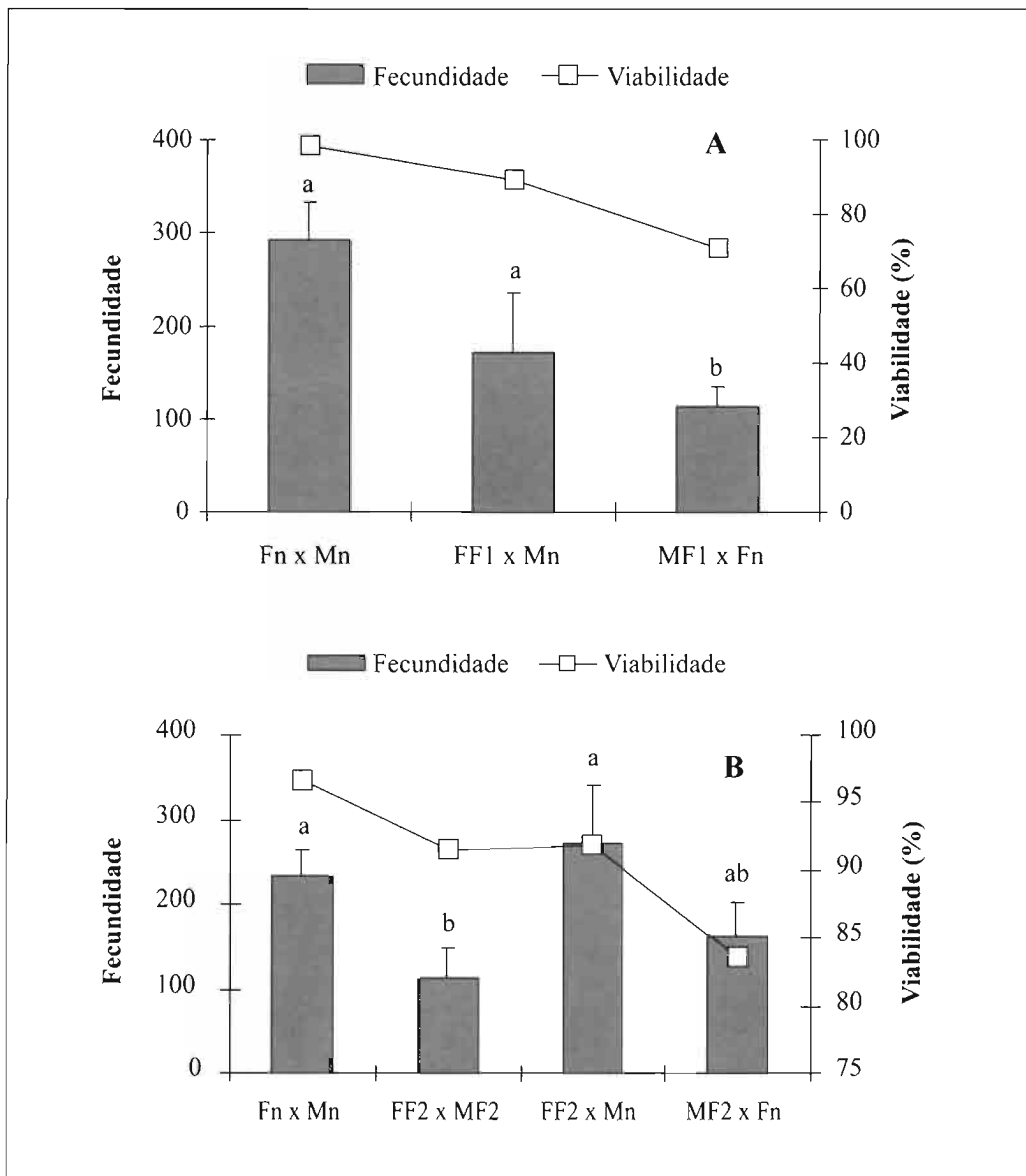 Fecundidade Viabilidade
A
400 100
a
300 80
a
60
200 b
40
100
20
0 0
Fecundidade
Viabilidade (%)
Fn x Mn FF1 x Mn MF1 x Fn
Fecundidade Viabilidade
400 100
a B
95
300
a
90
200 ab
b
85
100
80
0 75
Fecundidade
Viabilidade (%)
Fn x Mn FF2 x MF2 FF2 x Mn MF2 x Fn